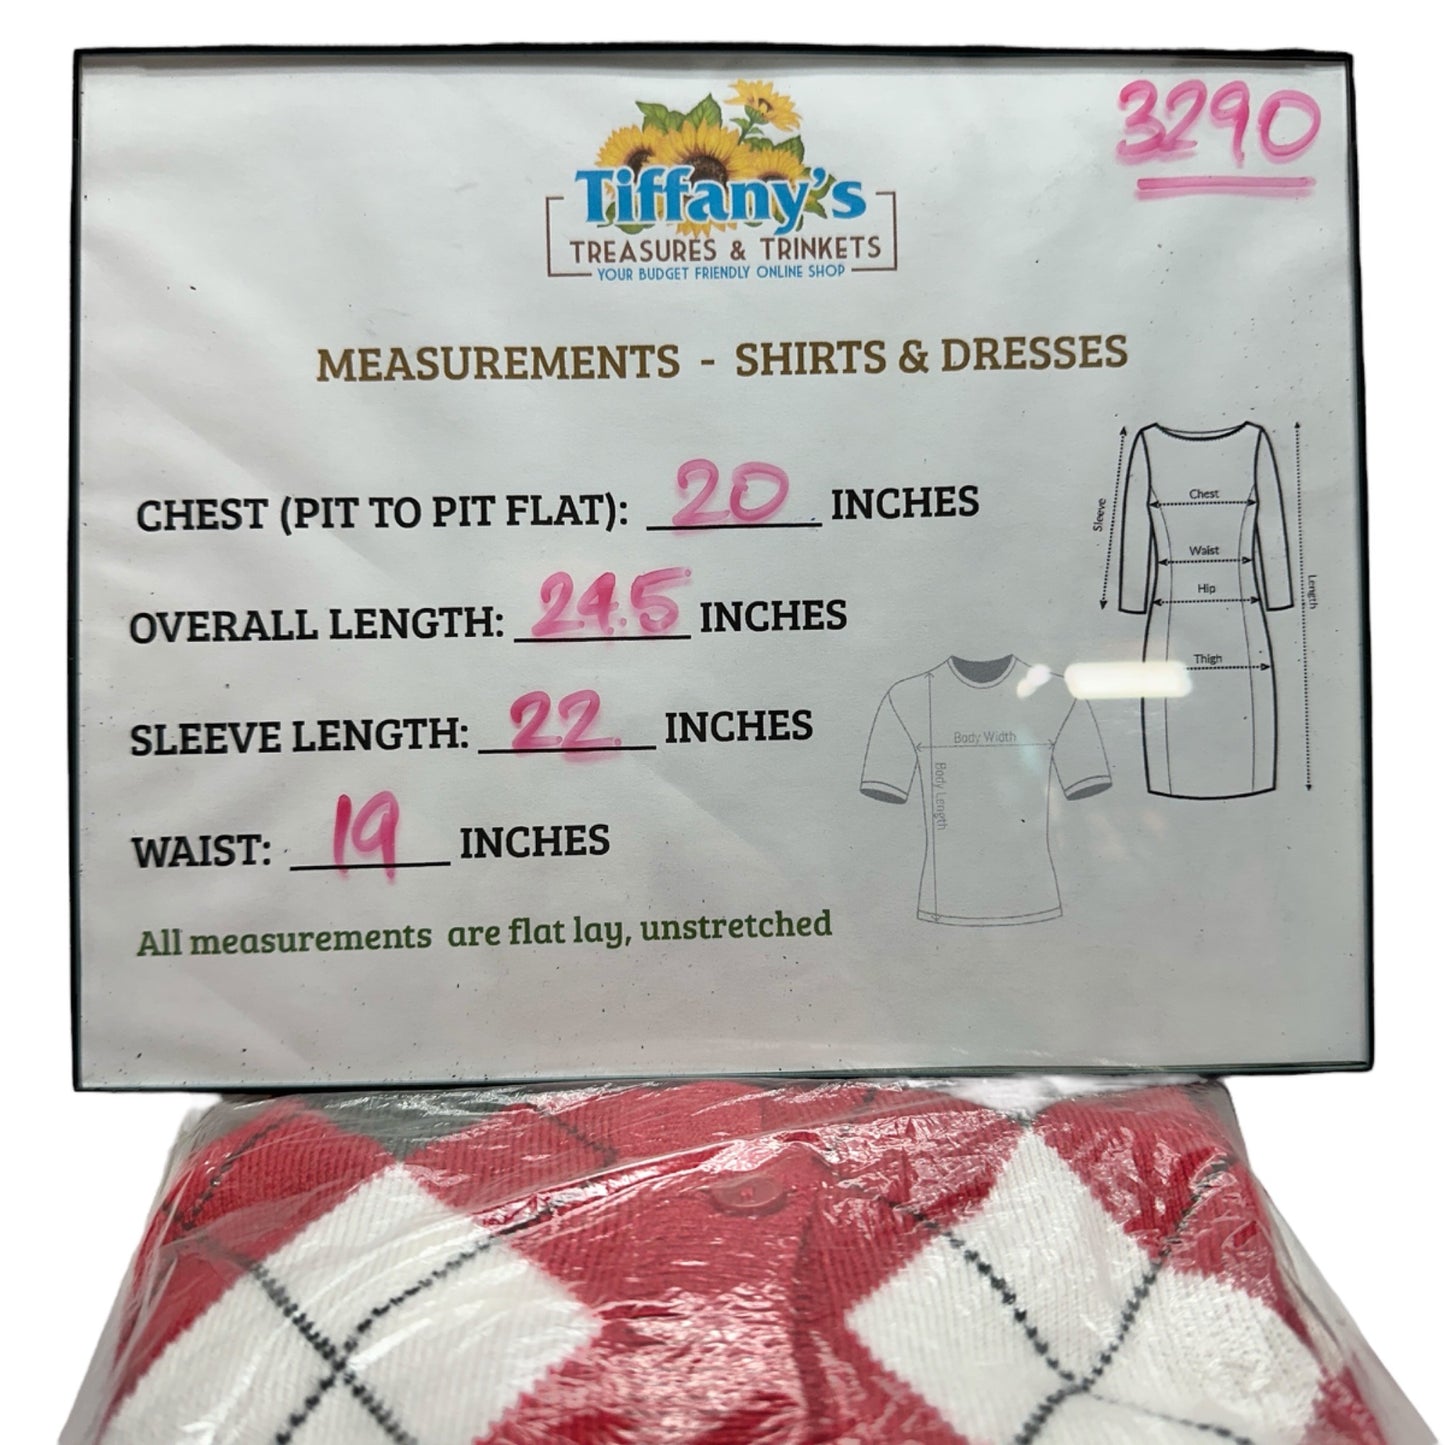 3290
Tiffany's
TREASURES & TRINKETS
YOUR BUDGET FRIENDLY ONLINE SHOP
MEASUREMENTS - SHIRTS & DRESSES
CHEST (PIT TO PIT FLAT): 20 INCHES
OVERALL LENGTH: 24.5 INCHES
SLEEVE LENGTH: 22 INCHES
WAIST: 19 INCHES
All measurements are flat lay, unstretched
Sleeve
Chest
Waist
Hip
Thigh
Length
Body Width
Body Length